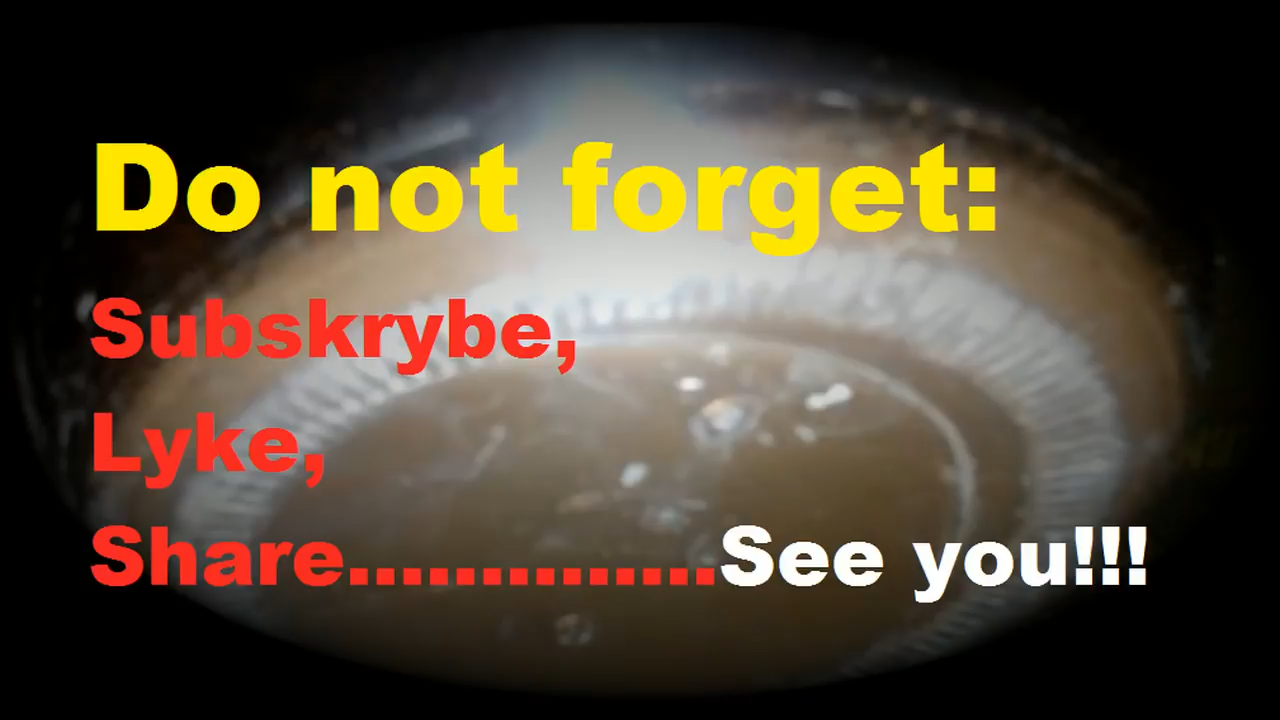 Do not forget:
Subskrybe,
Lyke,
Share..............See you!!!